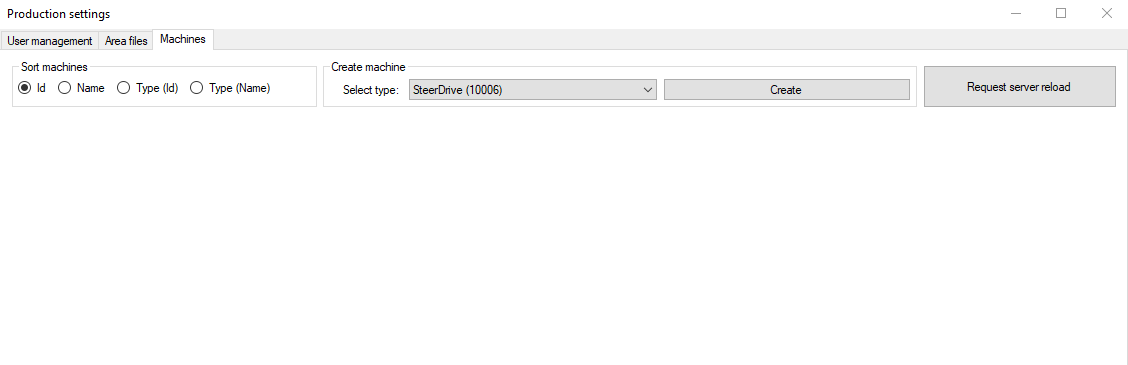 Production settings
User management Area files Machines
Sort machines
Id Name Type (Id) Type (Name)
Create machine
Select type: SteerDrive (10006) Create
Request server reload